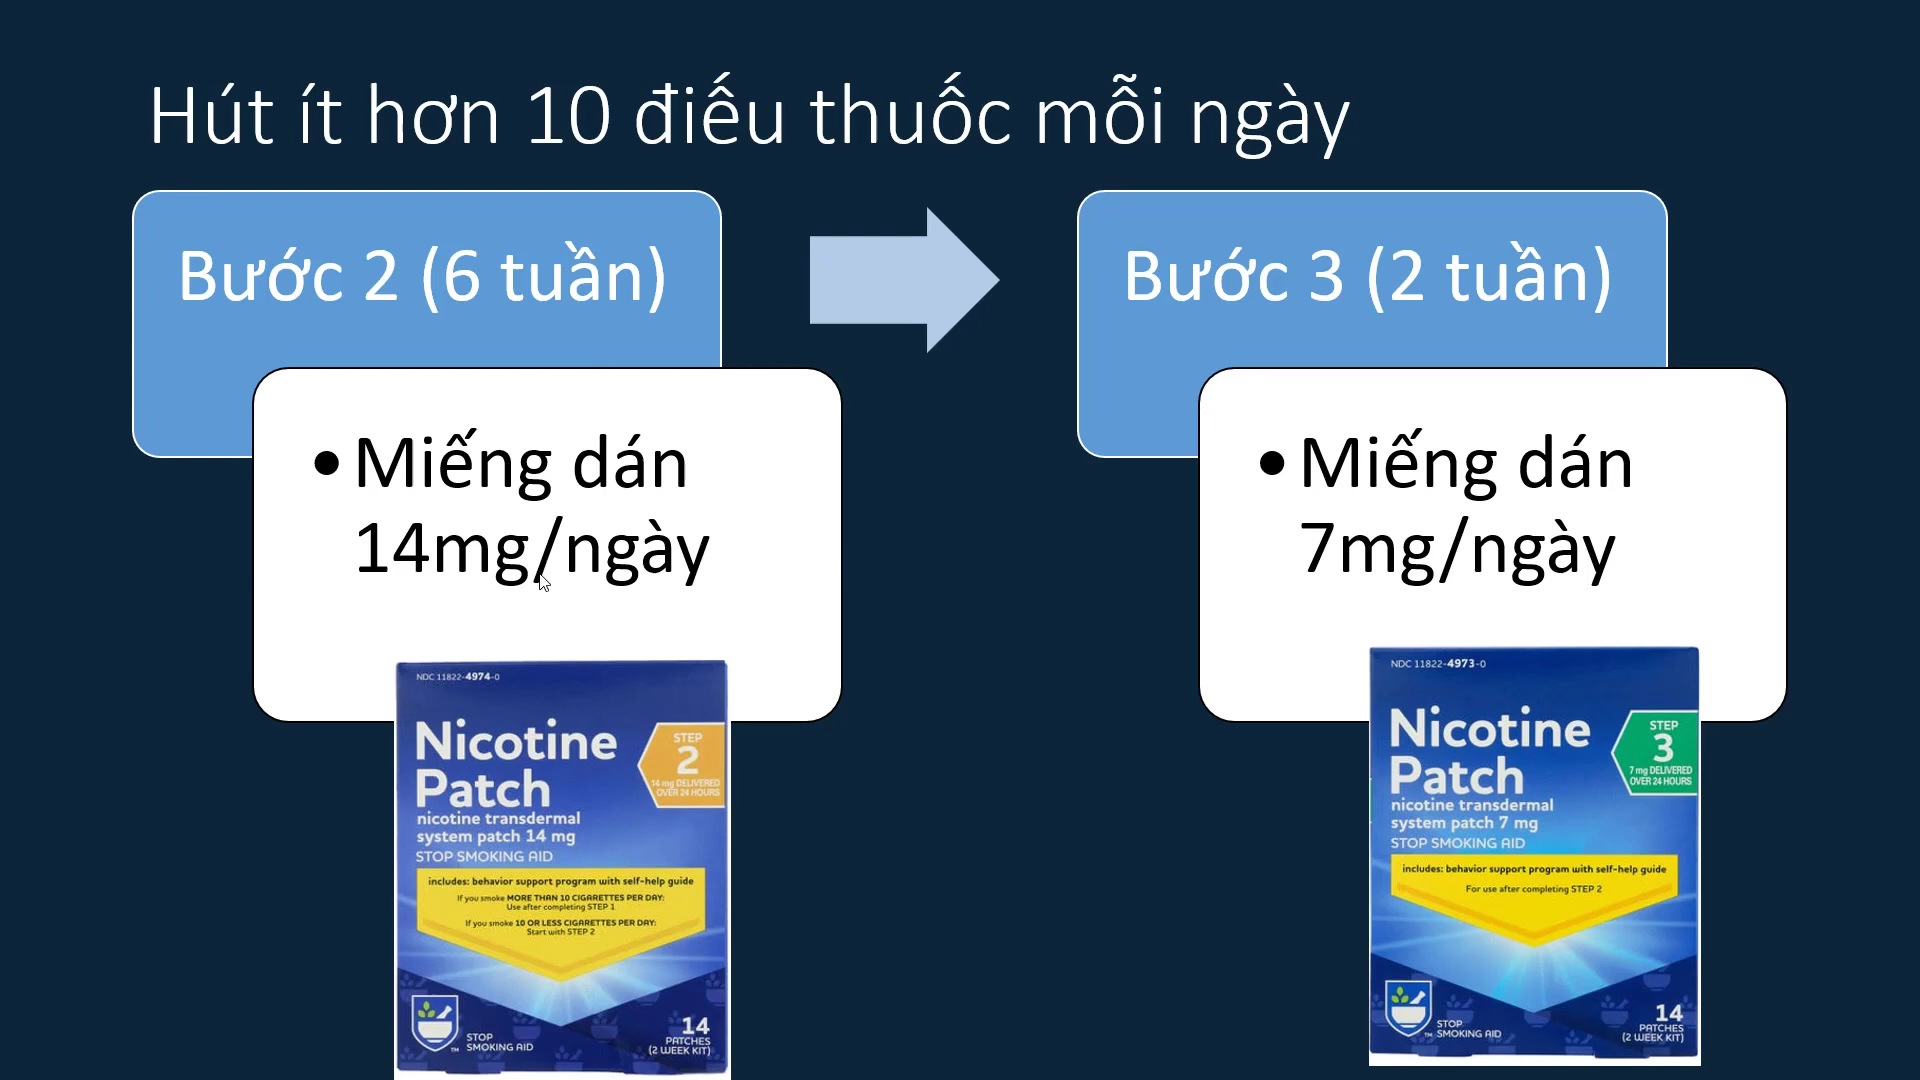 Hút ít hơn 10 điếu thuốc mỗi ngày
Bước 2 (6 tuần)
• Miếng dán
14mg/ngày
NDC 11822-4974-0
Nicotine
Patch
STEP
2
14 mg DELIVERED
OVER 24 HOURS
nicotine transdermal
system patch 14 mg
STOP SMOKING AID
includes: behavior support program with self-help guide
If you smoke MORE THAN 10 CIGARETTES PER DAY:
Use after completing STEP 1
If you smoke 10 OR LESS CIGARETTES PER DAY:
Start with STEP 2
STOP
SMOKING AID
14
PATCHES
(2 WEEK KIT)
Bước 3 (2 tuần)
• Miếng dán
7mg/ngày
NDC 11822-4973-0
Nicotine
Patch
STEP
3
7 mg DELIVERED
OVER 24 HOURS
nicotine transdermal
system patch 7 mg
STOP SMOKING AID
includes: behavior support program with self-help guide
For use after completing STEP 2
STOP
SMOKING AID
14
PATCHES
(2 WEEK KIT)